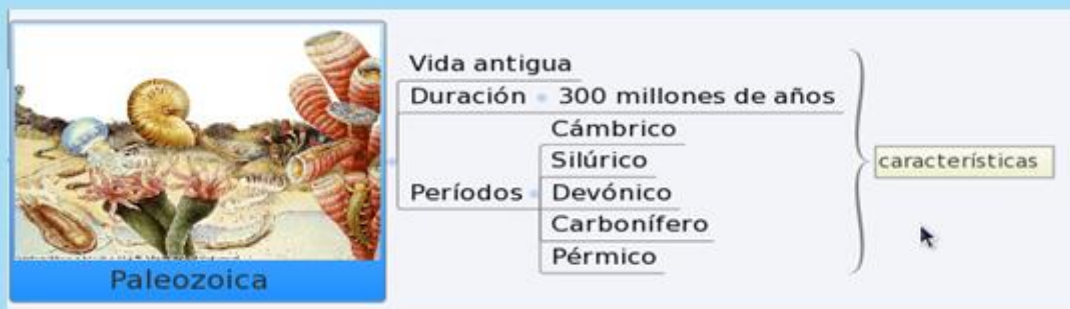 Vida antigua
Duración 300 millones de años
Períodos
Cámbrico
Silúrico
Devónico
Carbonífero
Pérmico
características
Paleozoica